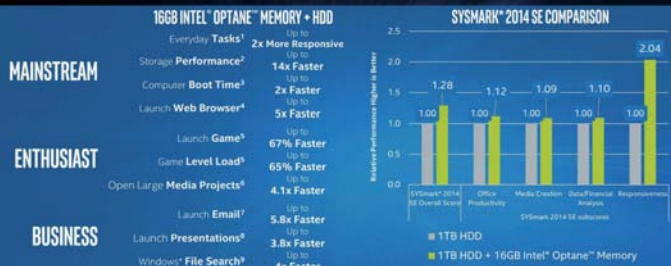 16GB INTEL® OPTANE™ MEMORY + HDD
MAINSTREAM
Everyday Tasks¹ Up to 2x More Responsive
Storage Performance² Up to 14x Faster
Computer Boot Time³ Up to 2x Faster
Launch Web Browser⁴ Up to 5x Faster
ENTHUSIAST
Launch Game⁵ Up to 67% Faster
Game Level Load⁵ Up to 65% Faster
Open Large Media Projects⁶ Up to 4.1x Faster
BUSINESS
Launch Email⁷ Up to 5.8x Faster
Launch Presentations⁸ Up to 3.8x Faster
Windows* File Search⁹ Up to 4x Faster
SYSMARK* 2014 SE COMPARISON
Relative Performance Higher is Better
2.5
2.0
1.5
1.0
0.5
0.0
1.00 1.28
1.00 1.12
1.00 1.09
1.00 1.10
1.00 2.04
SYSmark* 2014 SE Overall Score
Office Productivity
Media Creation
Data/Financial Analysis
Responsiveness
SYSmark 2014 SE subscores
1TB HDD
1TB HDD + 16GB Intel® Optane™ Memory